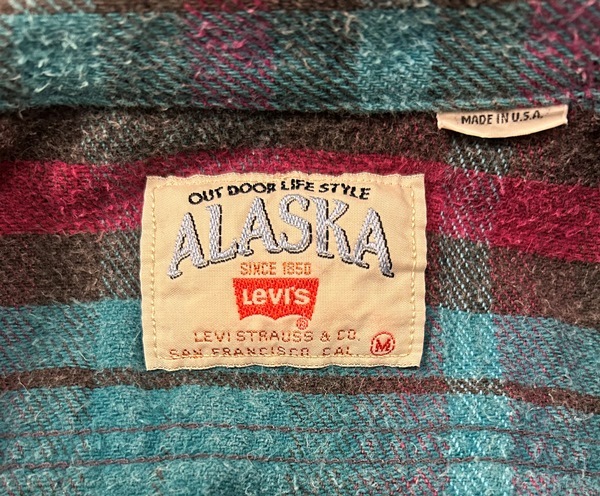 MADE IN U.S.A.
OUT DOOR LIFE STYLE
ALASKA
SINCE 1850
Levi's ®
LEVI STRAUSS & CO.
SAN FRANCISCO, CAL. M